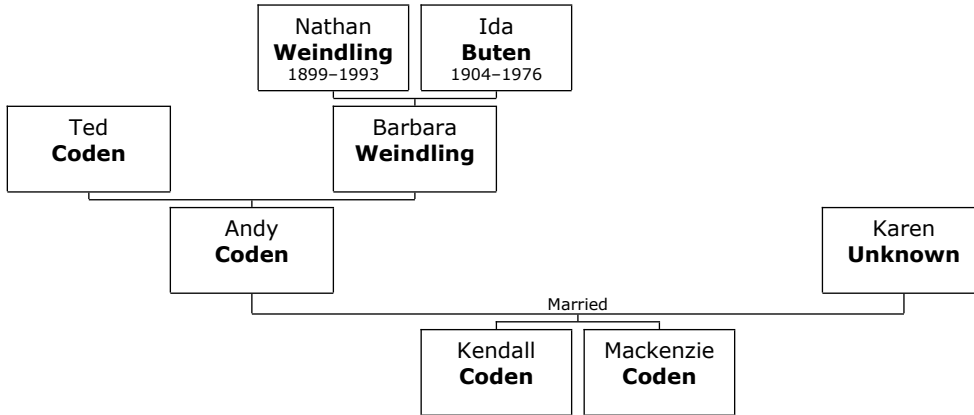 Nathan
Weindling
1899–1993
Ida
Buten
1904–1976
Ted
Coden
Barbara
Weindling
Andy
Coden
Karen
Unknown
Married
Kendall
Coden
Mackenzie
Coden